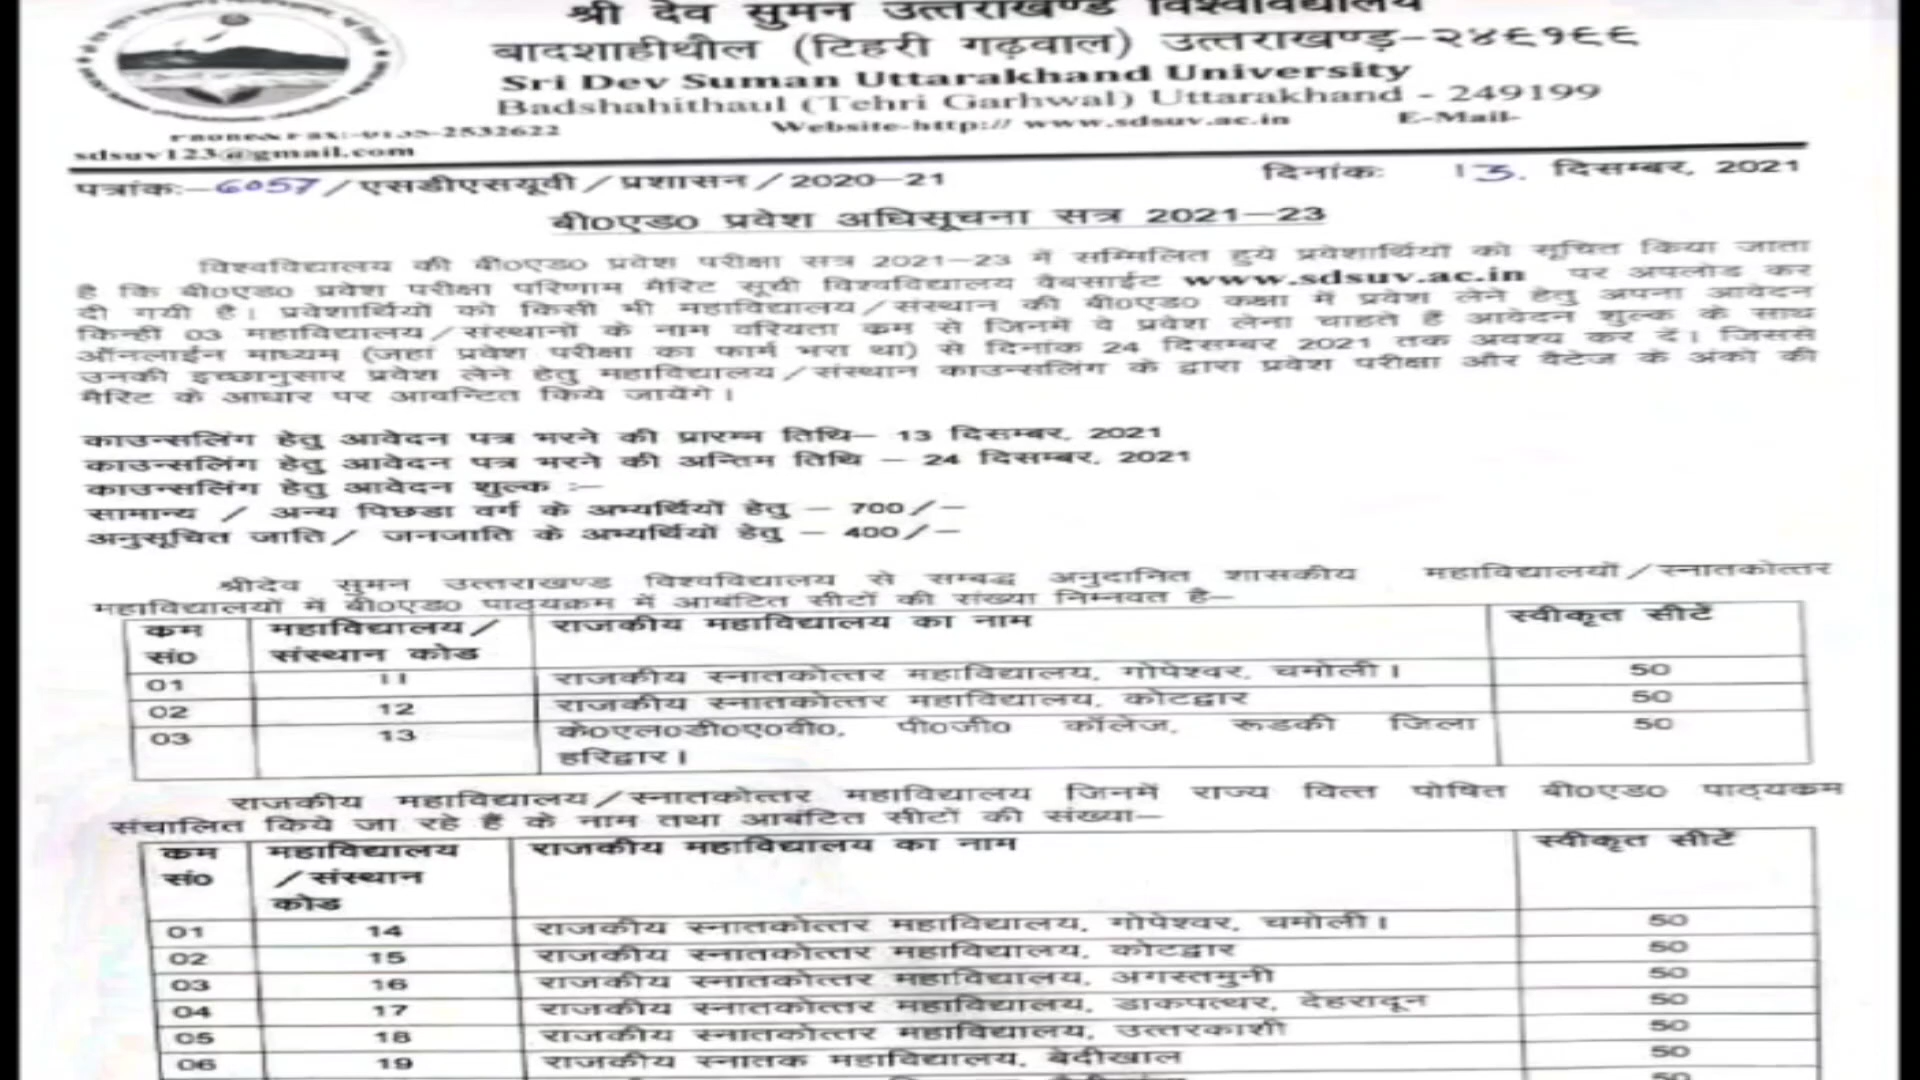 श्री देव सुमन उत्तराखण्ड विश्वविद्यालय
बादशाहीथौल (टिहरी गढ़वाल) उत्तराखण्ड़-२४९१९९
Sri Dev Suman Uttarakhand University
Badshahithaul (Tehri Garhwal) Uttarakhand - 249199
Website-http:// www.sdsuv.ac.in E-Mail-
sdsuv123@gmail.com
पत्रांकः-6057/एसडीएसयूवी/प्रशासन/2020-21 दिनांकः 13. दिसम्बर, 2021
बी0एड0 प्रवेश अधिसूचना सत्र 2021-23
विश्वविद्यालय की बी0एड0 प्रवेश परीक्षा सत्र 2021-23 में सम्मिलित हुये प्रवेशार्थियों को सूचित किया जाता
है कि बी0एड0 प्रवेश परीक्षा परिणाम मैरिट सूची विश्वविद्यालय वैबसाईट www.sdsuv.ac.in पर अपलोड कर
दी गयी है। प्रवेशार्थियों को किसी भी महाविद्यालय/संस्थान की बी0एड0 कक्षा में प्रवेश लेने हेतु अपना आवेदन
किन्ही 03 महाविद्यालय/संस्थानों के नाम वरियता कम से जिनमें वे प्रवेश लेना चाहते हैं आवेदन शुल्क के साथ
ऑनलाईन माध्यम (जहां प्रवेश परीक्षा का फार्म भरा था) से दिनांक 24 दिसम्बर 2021 तक अवश्य कर दें। जिससे
उनकी इच्छानुसार प्रवेश लेने हेतु महाविद्यालय/संस्थान काउन्सलिंग के द्वारा प्रवेश परीक्षा और वैटेज के अंको की
मैरिट के आधार पर आवन्टित किये जायेंगे।
काउन्सलिंग हेतु आवेदन पत्र भरने की प्रारम्भ तिथि- 13 दिसम्बर, 2021
काउन्सलिंग हेतु आवेदन पत्र भरने की अन्तिम तिथि - 24 दिसम्बर, 2021
काउन्सलिंग हेतु आवेदन शुल्क :-
सामान्य / अन्य पिछडा वर्ग के अभ्यर्थियों हेतु - 700/-
अनुसूचित जाति/ जनजाति के अभ्यर्थियों हेतु - 400/-
श्रीदेव सुमन उत्तराखण्ड विश्वविद्यालय से सम्बद्ध अनुदानित शासकीय महाविद्यालयों/स्नातकोत्तर
महाविद्यालयों में बी0एड0 पाठ्यक्रम में आबंटित सीटों की संख्या निम्नवत है-
कम सं0 महाविद्यालय/ संस्थान कोड राजकीय महाविद्यालय का नाम स्वीकृत सीटें
01 11 राजकीय स्नातकोत्तर महाविद्यालय, गोपेश्वर, चमोली। 50
02 12 राजकीय स्नातकोत्तर महाविद्यालय, कोटद्वार 50
03 13 के0एल0डी0ए0वी0, पी0जी0 कॉलेज, रूडकी जिला हरिद्वार। 50
राजकीय महाविद्यालय/स्नातकोत्तर महाविद्यालय जिनमें राज्य वित्त पोषित बी0एड0 पाठ्यकम
संचालित किये जा रहे हैं के नाम तथा आबंटित सीटों की संख्या-
कम सं0 महाविद्यालय /संस्थान कोड राजकीय महाविद्यालय का नाम स्वीकृत सीटें
01 14 राजकीय स्नातकोत्तर महाविद्यालय, गोपेश्वर, चमोली। 50
02 15 राजकीय स्नातकोत्तर महाविद्यालय, कोटद्वार 50
03 16 राजकीय स्नातकोत्तर महाविद्यालय, अगस्तमुनी 50
04 17 राजकीय स्नातकोत्तर महाविद्यालय, डाकपत्थर, देहरादून 50
05 18 राजकीय स्नातकोत्तर महाविद्यालय, उत्तरकाशी 50
06 19 राजकीय स्नातक महाविद्यालय, बेदीखाल 50